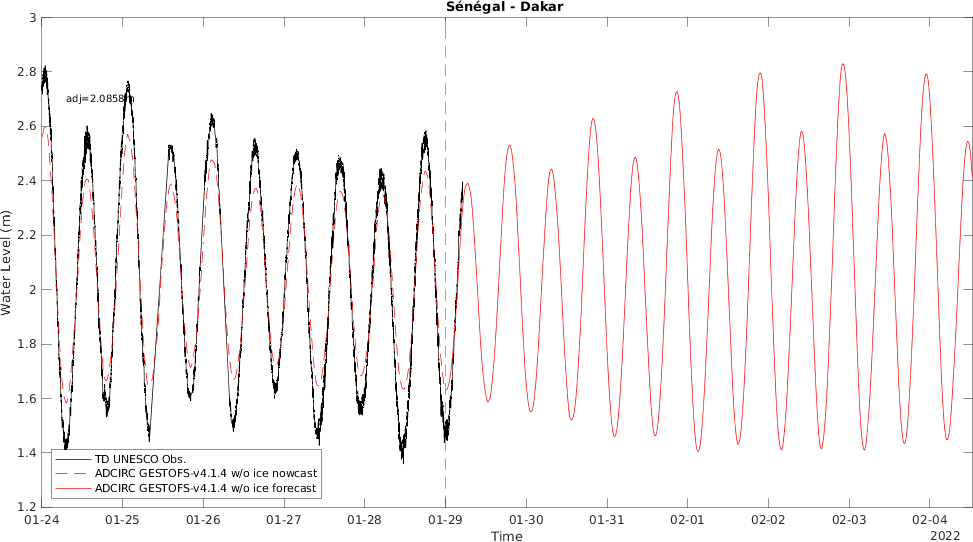 Sénégal - Dakar
3
2.8
2.6
2.4
2.2
2
1.8
1.6
1.4
1.2
Water Level (m)
adj=2.0858m
TD UNESCO Obs.
ADCIRC GESTOFS-v4.1.4 w/o ice nowcast
ADCIRC GESTOFS-v4.1.4 w/o ice forecast
01-24 01-25 01-26 01-27 01-28 01-29 01-30 01-31 02-01 02-02 02-03 02-04
Time
2022